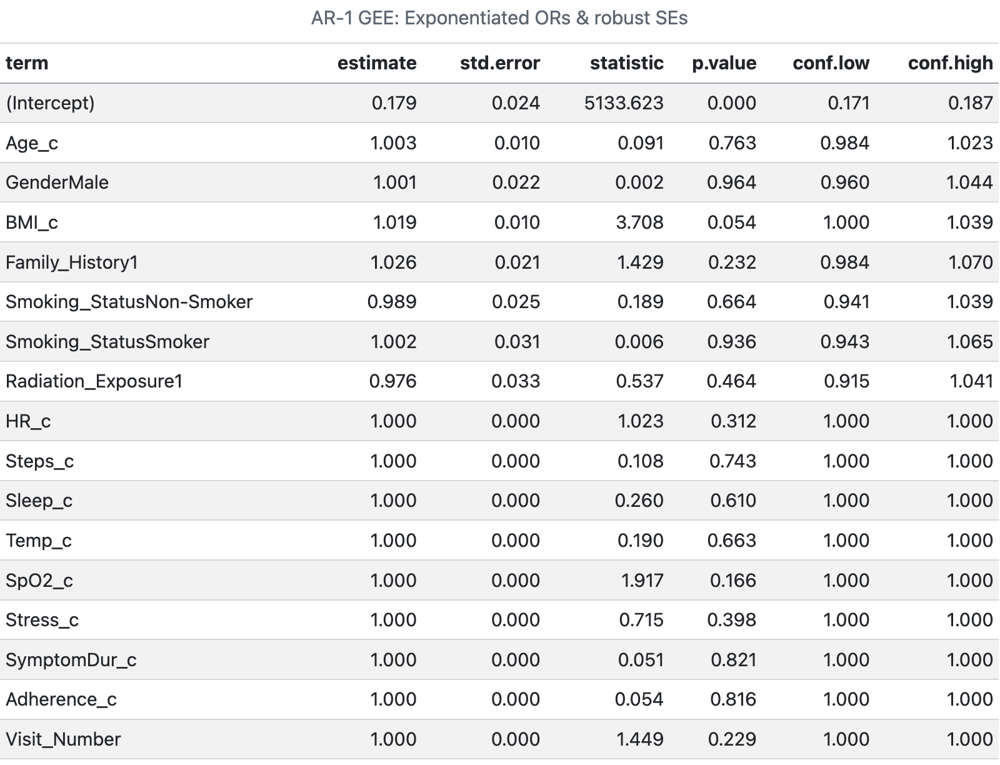 AR-1 GEE: Exponentiated ORs & robust SEs
term estimate std.error statistic p.value conf.low conf.high
(Intercept) 0.179 0.024 5133.623 0.000 0.171 0.187
Age_c 1.003 0.010 0.091 0.763 0.984 1.023
GenderMale 1.001 0.022 0.002 0.964 0.960 1.044
BMI_c 1.019 0.010 3.708 0.054 1.000 1.039
Family_History1 1.026 0.021 1.429 0.232 0.984 1.070
Smoking_StatusNon-Smoker 0.989 0.025 0.189 0.664 0.941 1.039
Smoking_StatusSmoker 1.002 0.031 0.006 0.936 0.943 1.065
Radiation_Exposure1 0.976 0.033 0.537 0.464 0.915 1.041
HR_c 1.000 0.000 1.023 0.312 1.000 1.000
Steps_c 1.000 0.000 0.108 0.743 1.000 1.000
Sleep_c 1.000 0.000 0.260 0.610 1.000 1.000
Temp_c 1.000 0.000 0.190 0.663 1.000 1.000
SpO2_c 1.000 0.000 1.917 0.166 1.000 1.000
Stress_c 1.000 0.000 0.715 0.398 1.000 1.000
SymptomDur_c 1.000 0.000 0.051 0.821 1.000 1.000
Adherence_c 1.000 0.000 0.054 0.816 1.000 1.000
Visit_Number 1.000 0.000 1.449 0.229 1.000 1.000